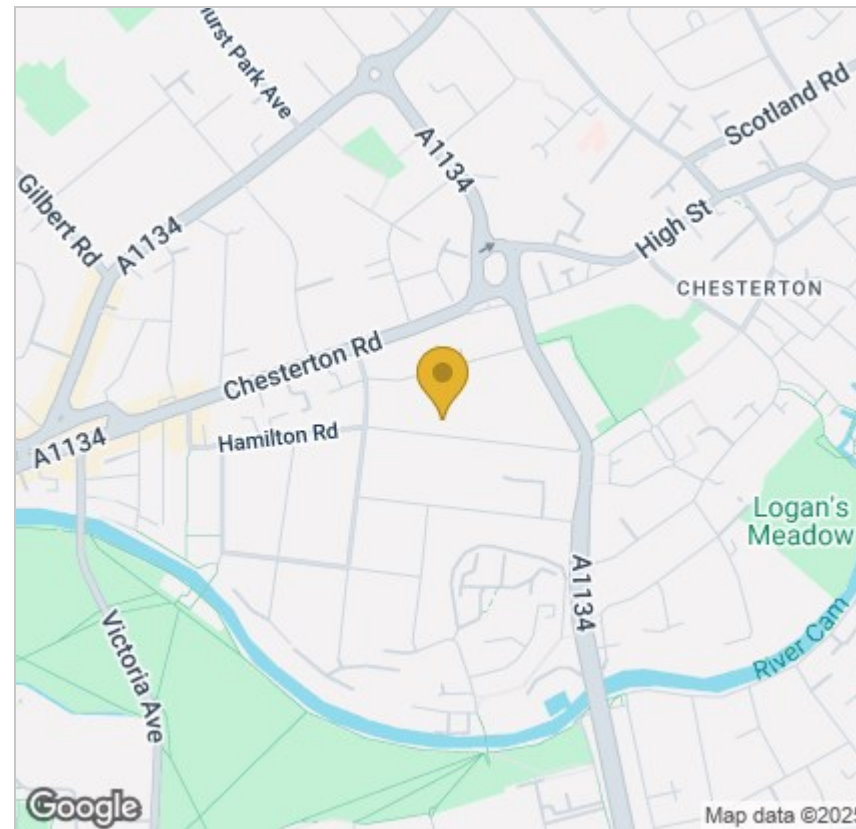 hurst Park Ave
A1134
Scotland Rd
Gilbert Rd
A1134
High St
CHESTERTON
Chesterton Rd
Hamilton Rd
A1134
Logan's
Meadow
A1134
River Cam
Victoria Ave
Google
Map data ©2025